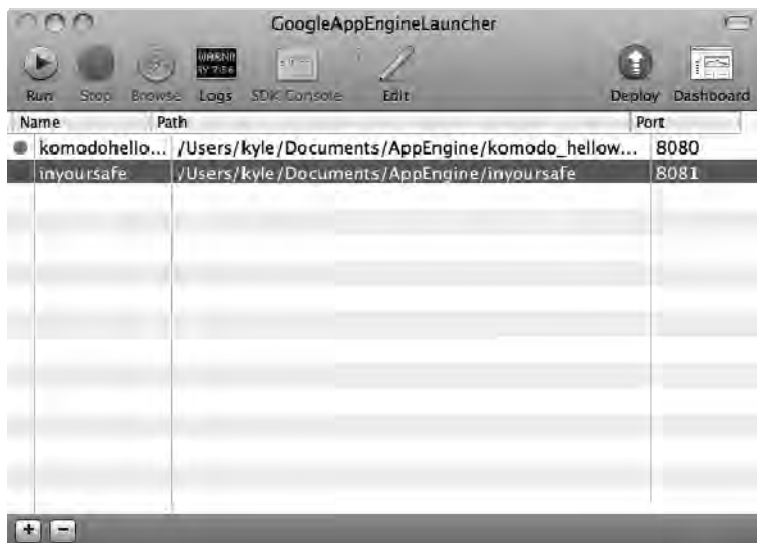 GoogleAppEngineLauncher
Run Stop Browse Logs SDK Console Edit Deploy Dashboard
Name Path Port
komodohello... /Users/kyle/Documents/AppEngine/komodo_hellow... 8080
inyoursafe /Users/kyle/Documents/AppEngine/inyoursafe 8081